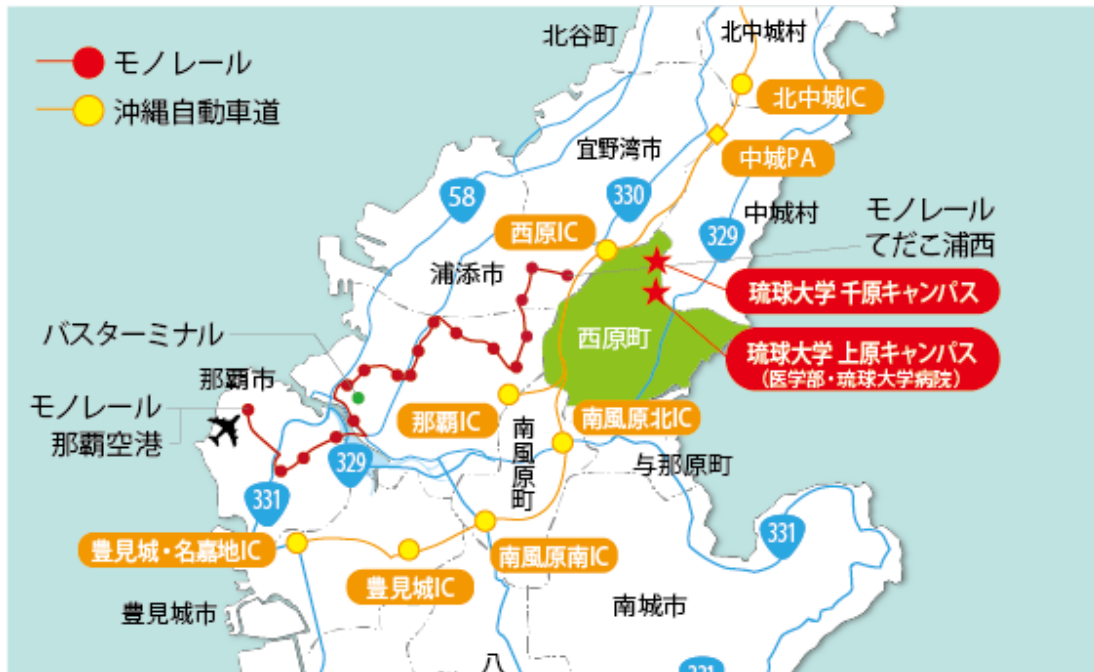 モノレール
沖縄自動車道
北谷町
北中城村
北中城IC
宜野湾市
中城PA
58
330
中城村
モノレール
てだこ浦西
329
西原IC
浦添市
琉球大学 千原キャンパス
バスターミナル
西原町
琉球大学 上原キャンパス
(医学部・琉球大学病院)
那覇市
モノレール
那覇空港
那覇IC
南風原北IC
南風原町
329
与那原町
331
331
豊見城・名嘉地IC
南風原南IC
豊見城IC
豊見城市
南城市
八
331